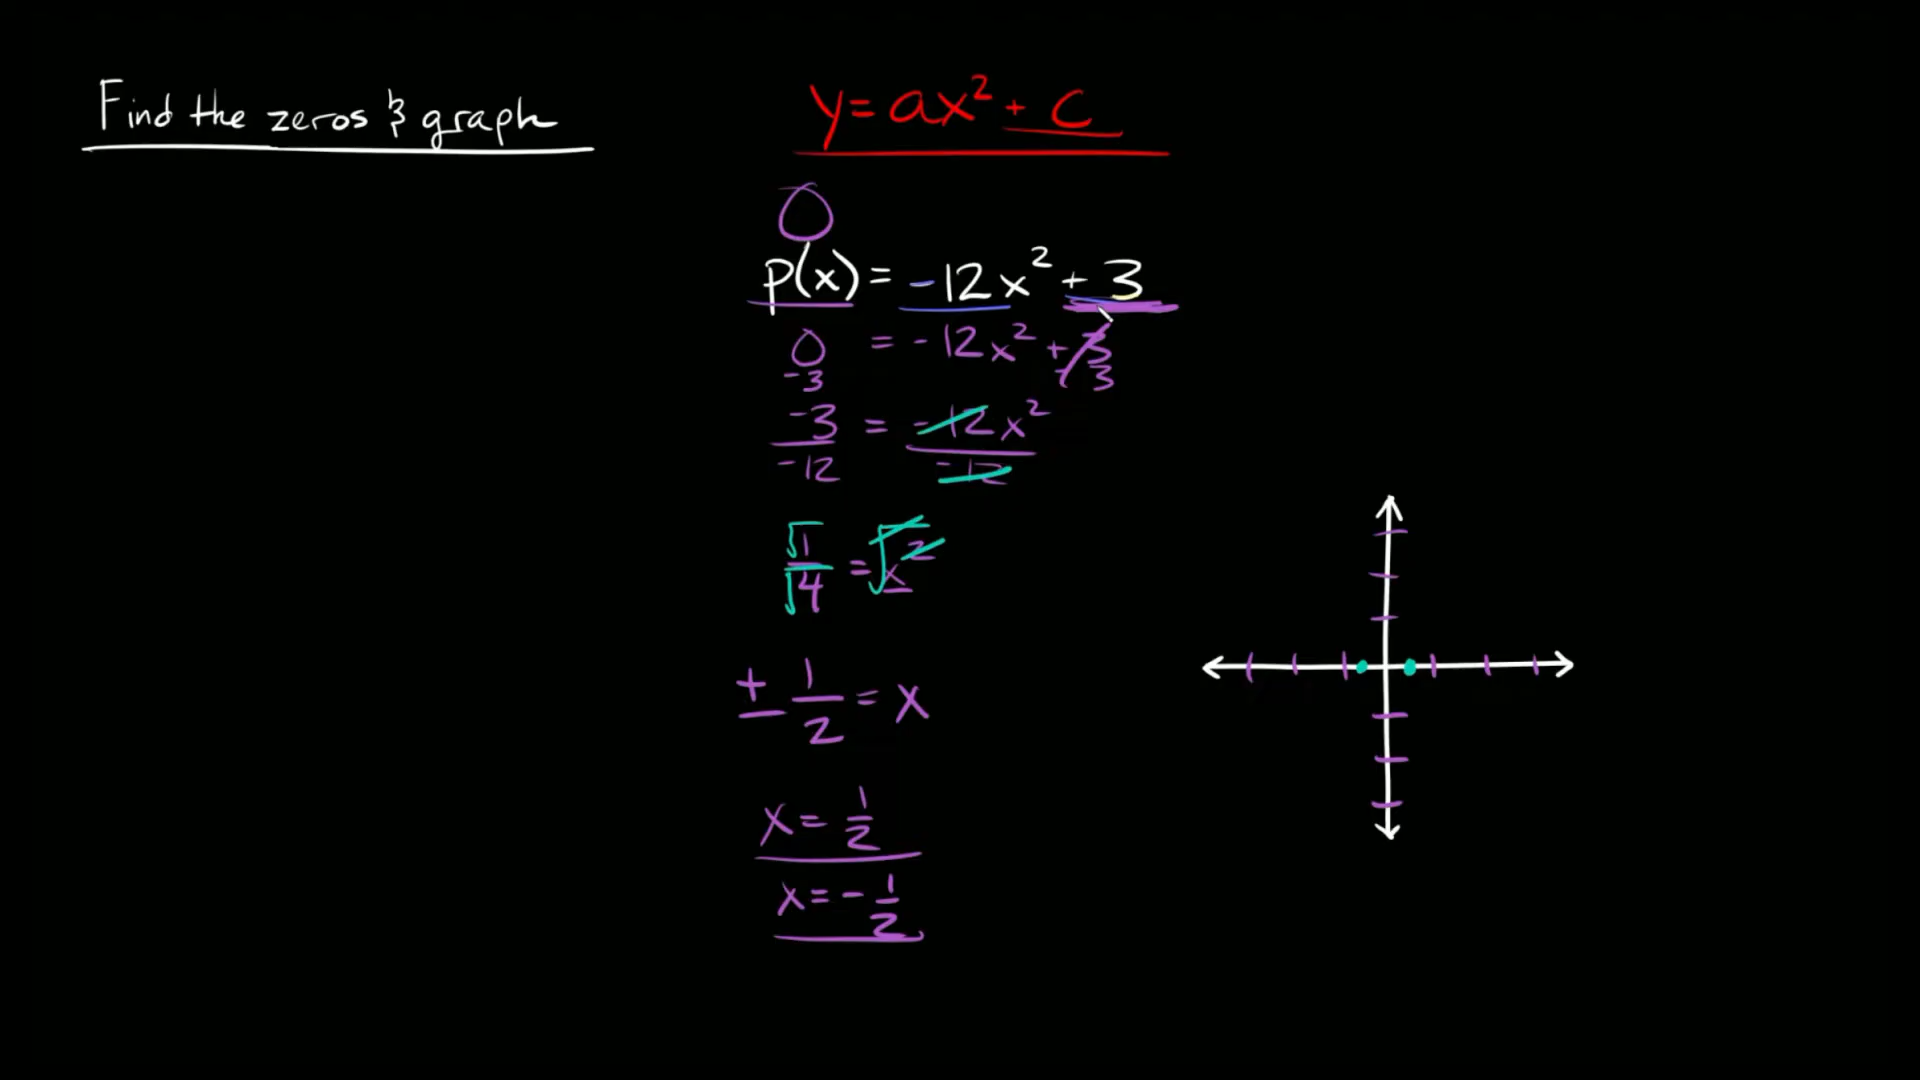 Find the zeros & graph
y = ax² + c
0
p(x) = -12x² + 3
0 = -12x² + 3
-3 - 3
-3 = -12x²
-12 -12
√1 = √x²
√4
± 1/2 = x
x = 1/2
x = - 1/2